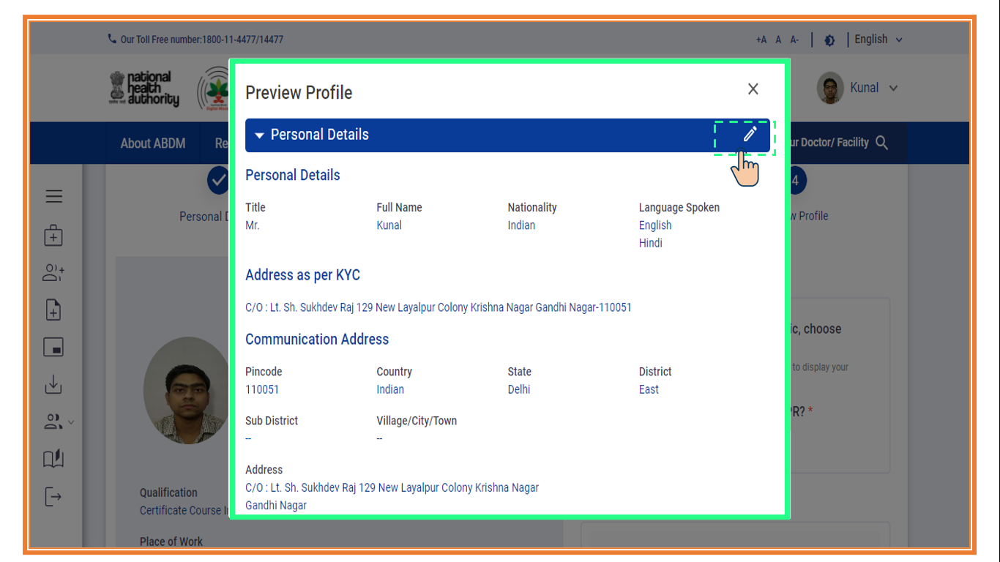 Our Toll Free number:1800-11-4477/14477
+A A A- English
national
health
authority
Kunal
Preview Profile
About ABDM
Re
ur Doctor/ Facility
Personal Details
Personal Details
Title Full Name Nationality Language Spoken
Mr. Kunal Indian English
Hindi
4
Personal D
w Profile
Address as per KYC
C/O : Lt. Sh. Sukhdev Raj 129 New Layalpur Colony Krishna Nagar Gandhi Nagar-110051
Communication Address
Pincode Country State District
110051 Indian Delhi East
Sub District Village/City/Town
-- --
Address
C/O : Lt. Sh. Sukhdev Raj 129 New Layalpur Colony Krishna Nagar
Gandhi Nagar
ic, choose
to display your
PR? *
Qualification
Certificate Course I
Place of Work